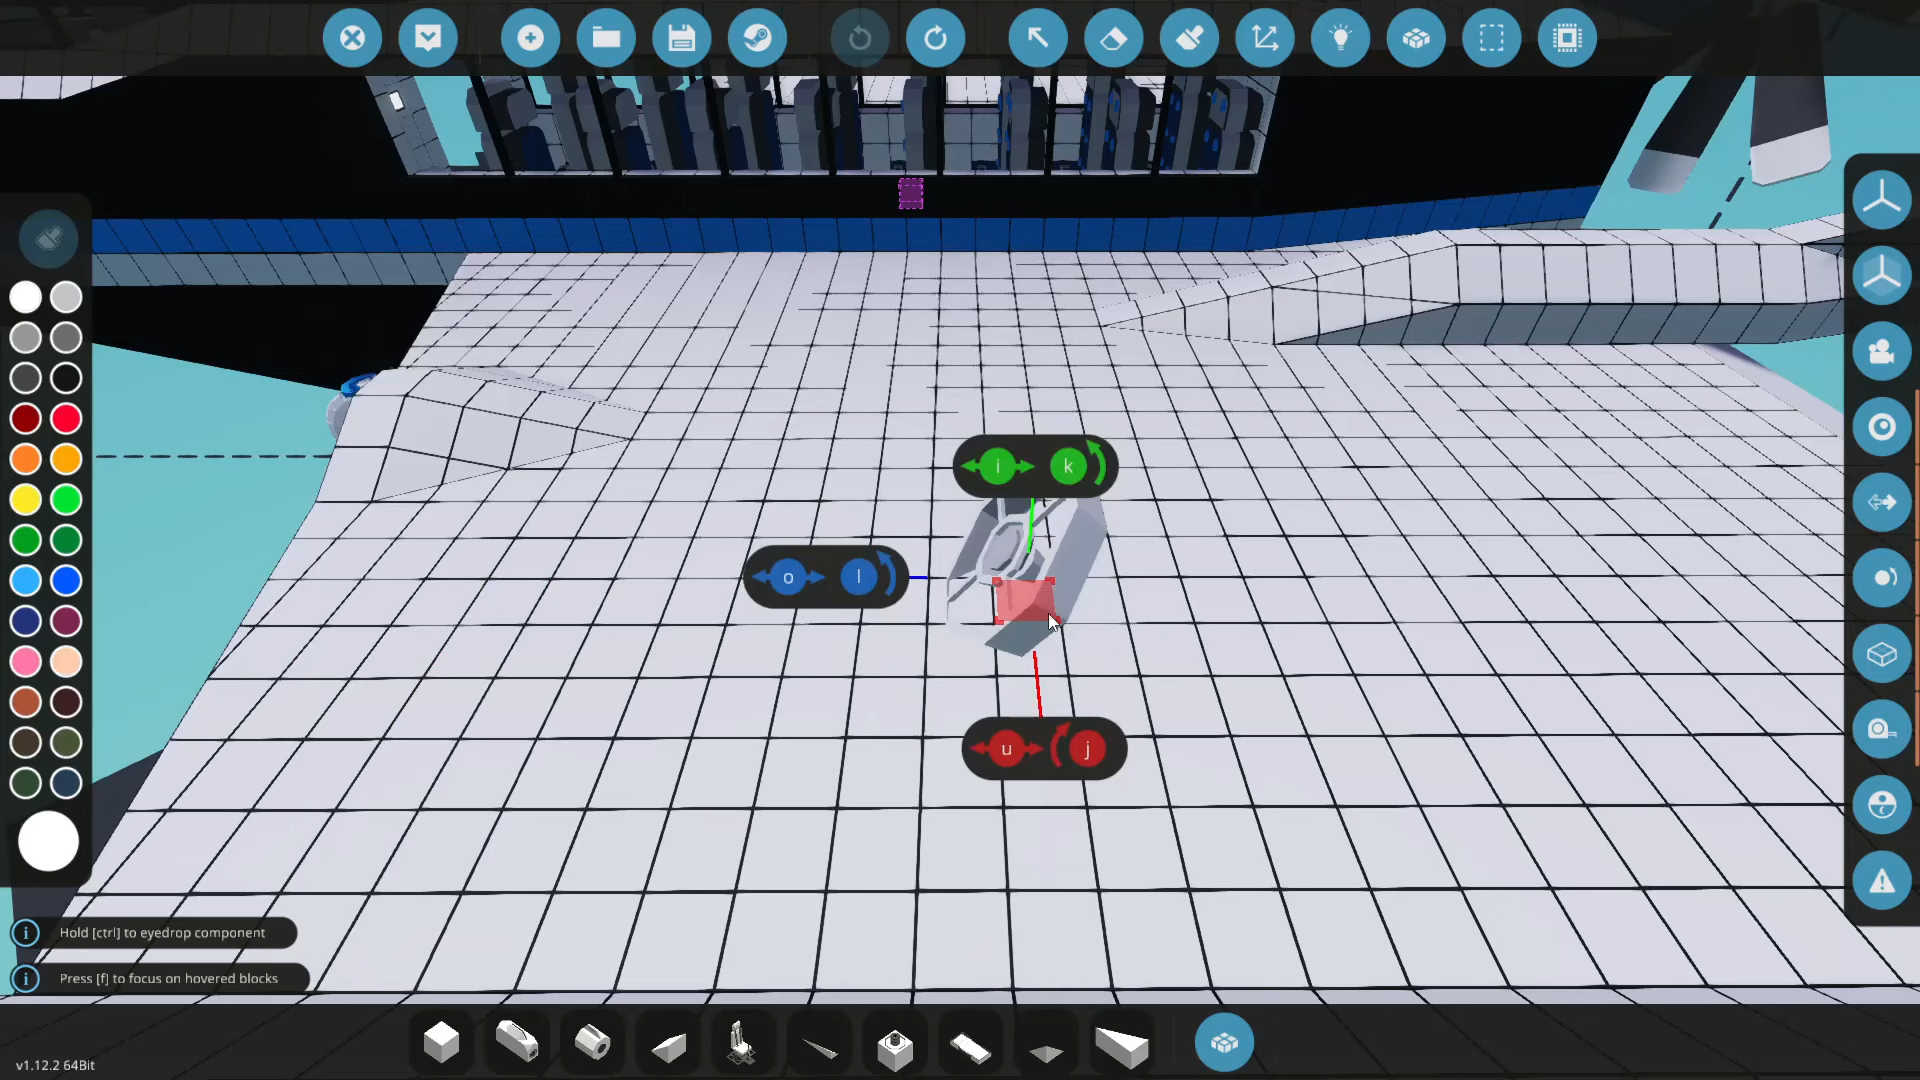 i k
o l
u j
Hold [ctrl] to eyedrop component
Press [f] to focus on hovered blocks
v1.12.2 64Bit